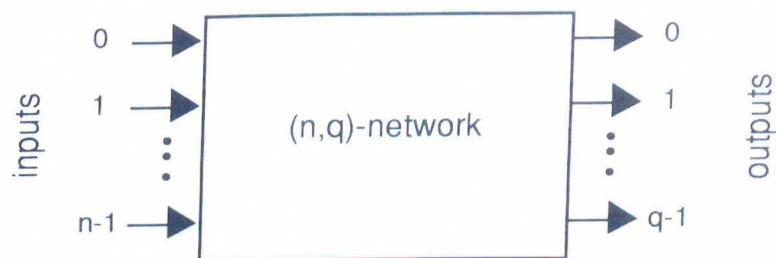 0 0
inputs 1 (n,q)-network 1 outputs
n-1 q-1